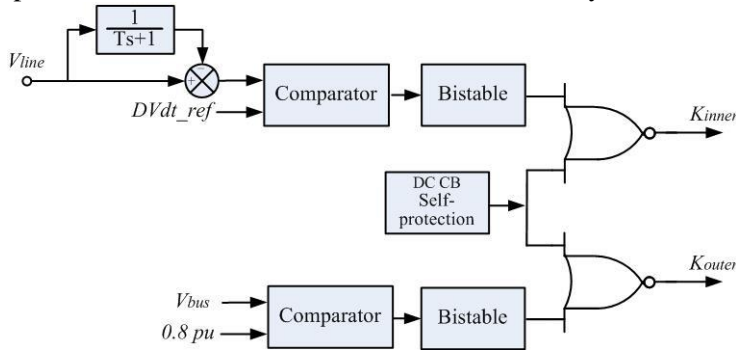 1
Ts+1
Vline
− +
DVdt_ref
Comparator
Bistable
Kinner
DC CB
Self-
protection
Vbus
0.8 pu
Comparator
Bistable
Kouter